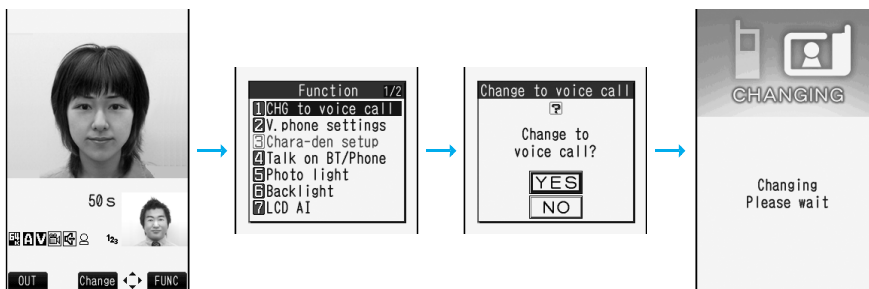 50 s
64K A V
123
OUT Change FUNC
Function 1/2
1 CHG to voice call
2 V.phone settings
3 Chara-den setup
4 Talk on BT/Phone
5 Photo light
6 Backlight
7 LCD AI
Change to voice call
?
Change to
voice call?
YES
NO
CHANGING
Changing
Please wait